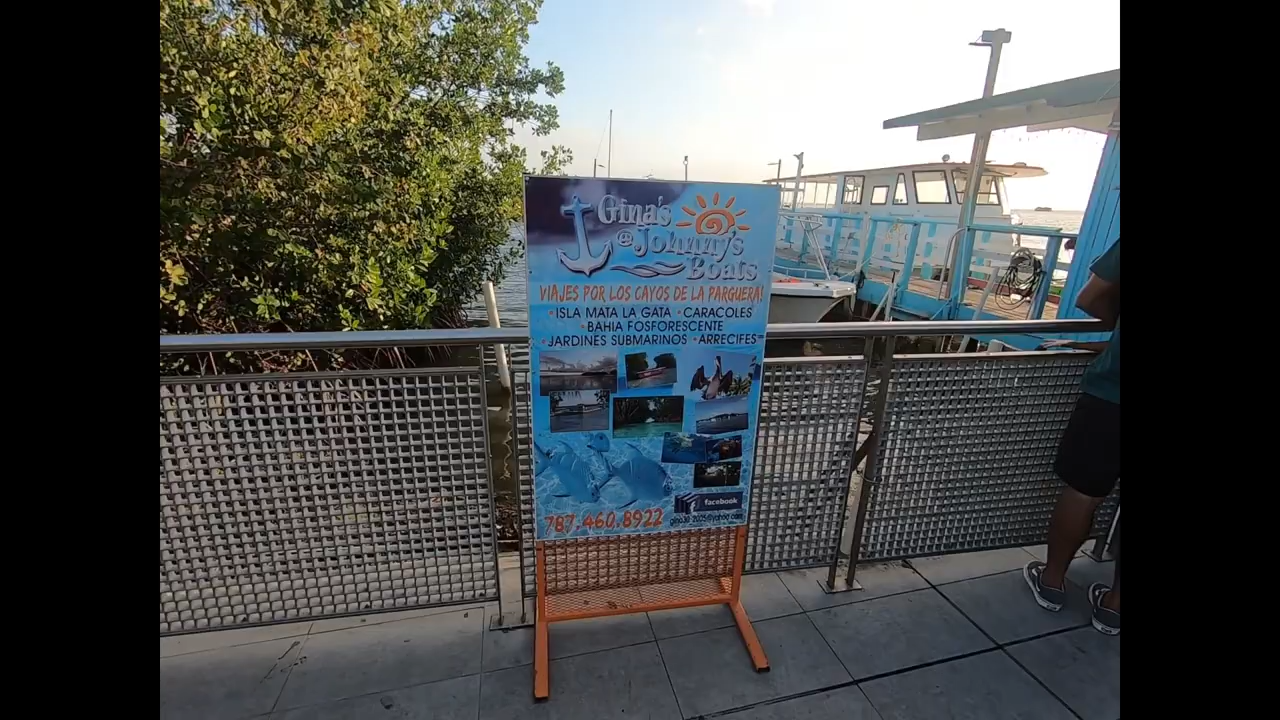 Gina's
@ Johnny's
Boats
VIAJES POR LOS CAYOS DE LA PARGUERA!
•ISLA MATA LA GATA •CARACOLES
•BAHIA FOSFORESCENTE
•JARDINES SUBMARINOS •ARRECIFES
facebook
787.460.8922